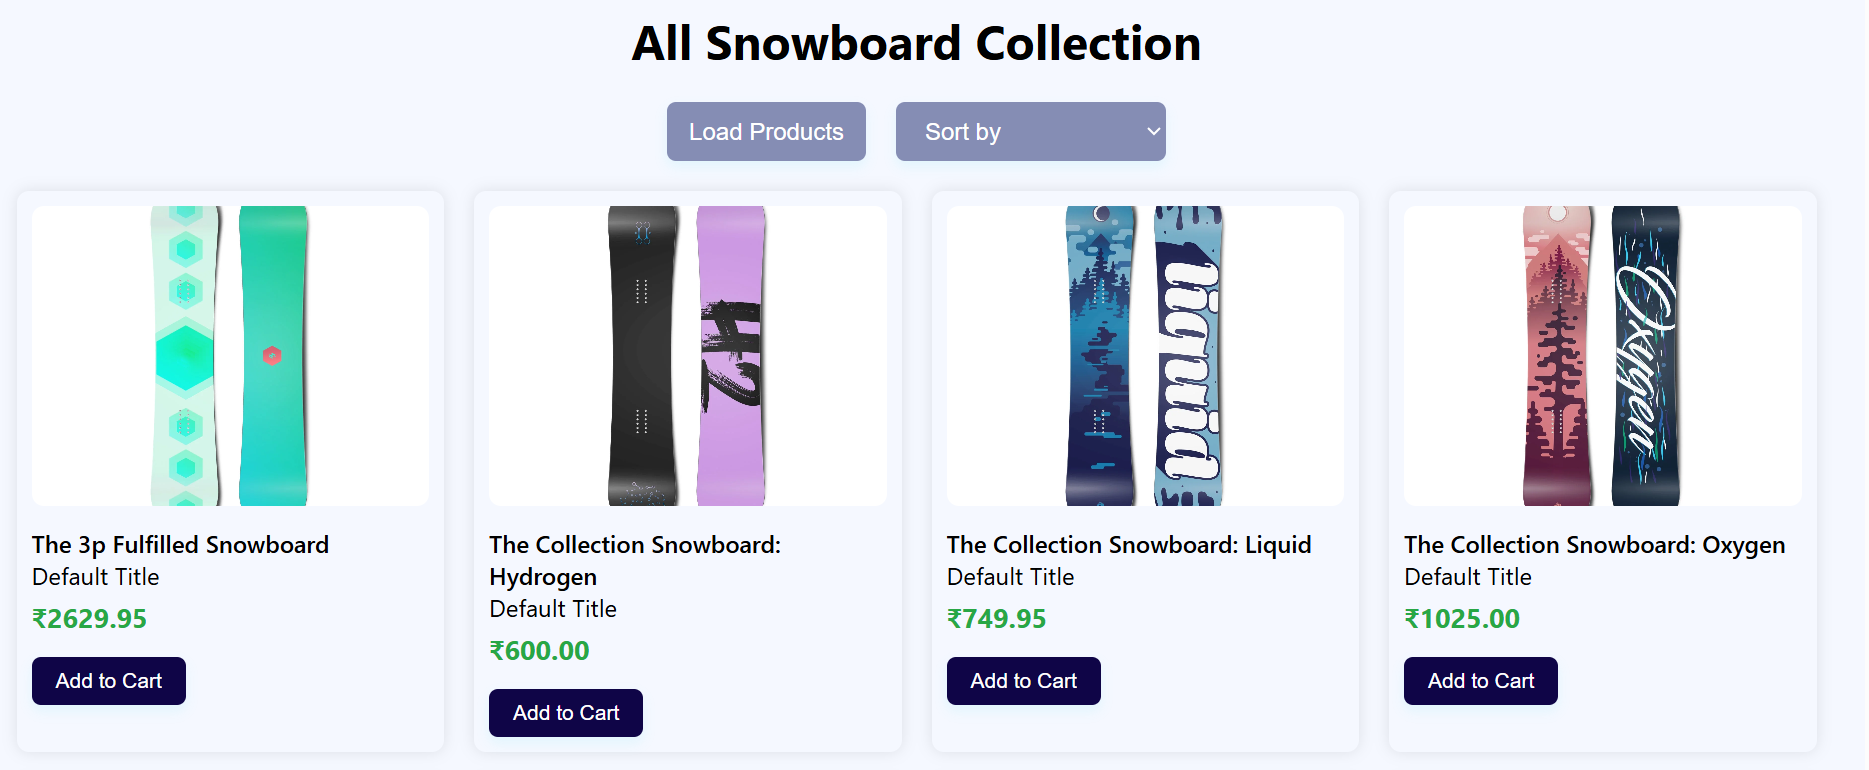 All Snowboard Collection
Load Products
Sort by
H2
liquid
Oxygen
The 3p Fulfilled Snowboard
Default Title
₹2629.95
Add to Cart
The Collection Snowboard:
Hydrogen
Default Title
₹600.00
Add to Cart
The Collection Snowboard: Liquid
Default Title
₹749.95
Add to Cart
The Collection Snowboard: Oxygen
Default Title
₹1025.00
Add to Cart